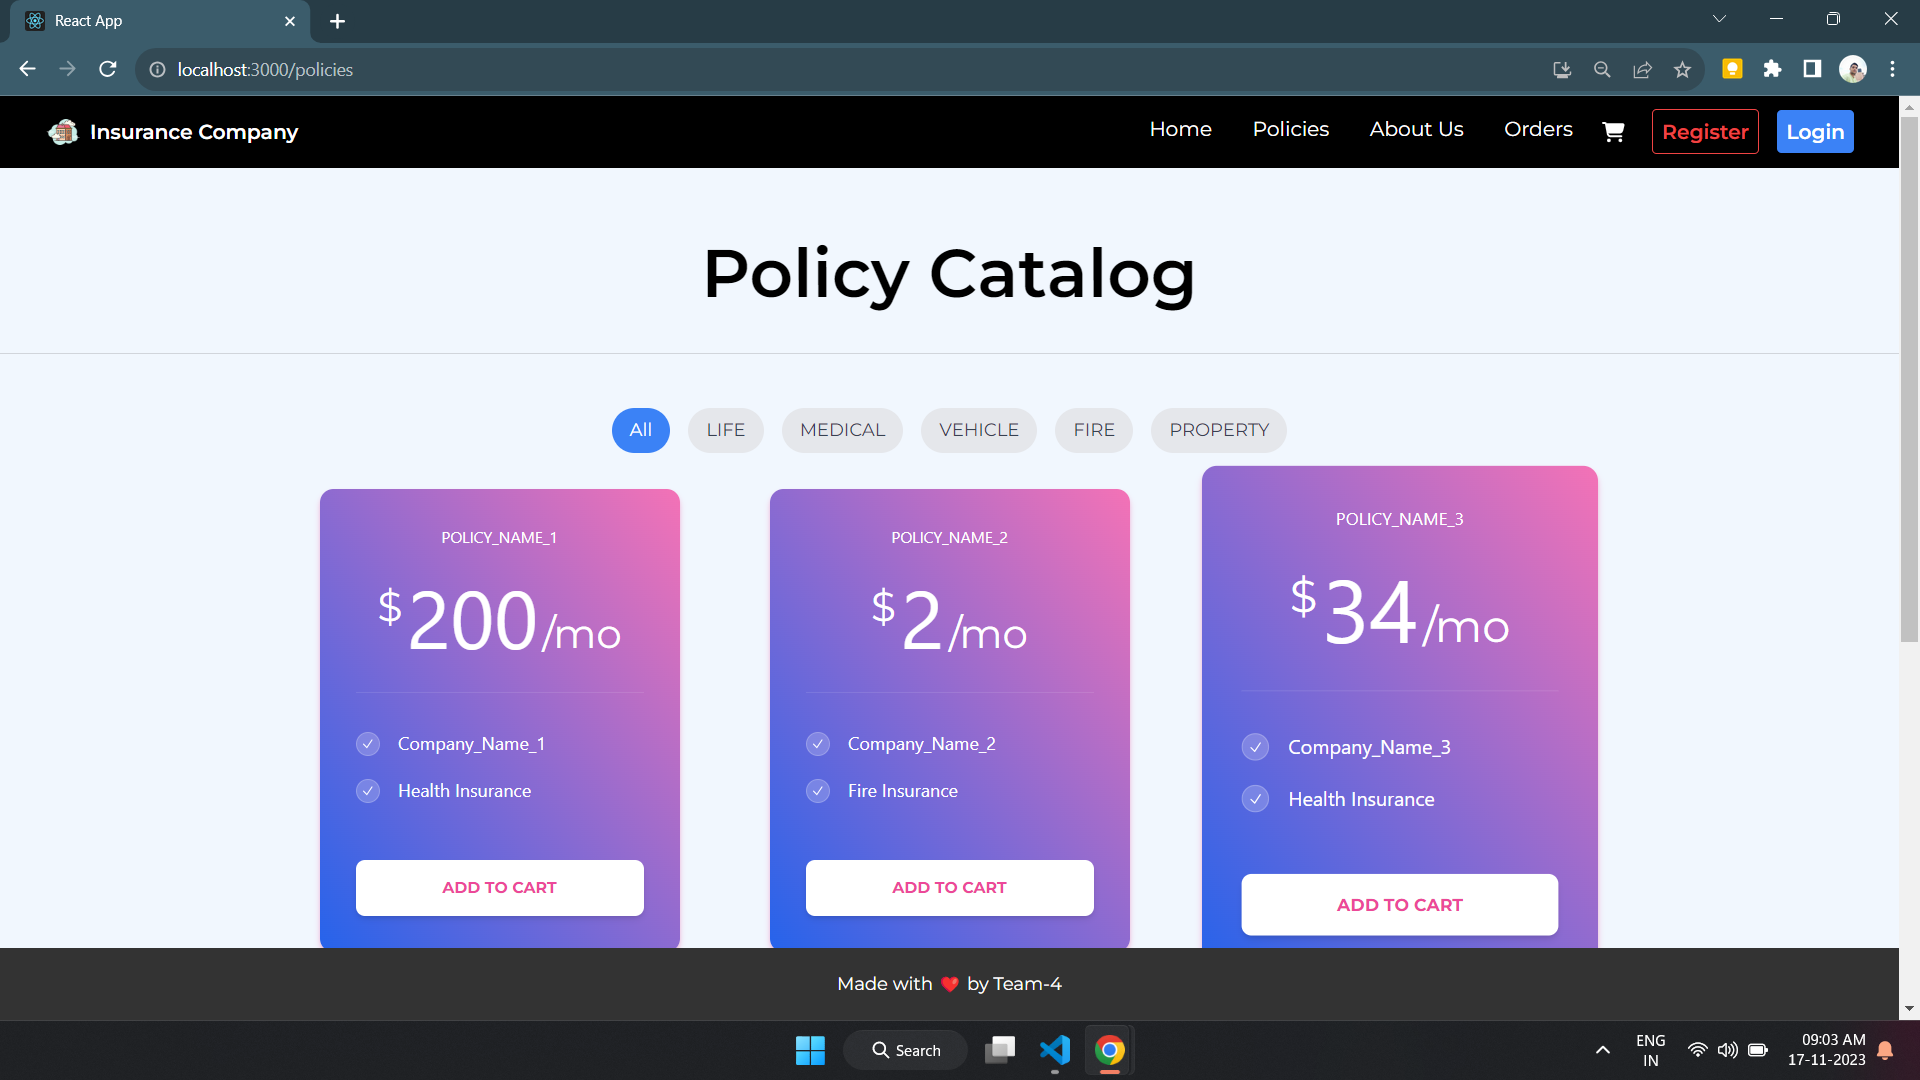 React App
localhost:3000/policies
Insurance Company
Home Policies About Us Orders Register Login
Policy Catalog
All LIFE MEDICAL VEHICLE FIRE PROPERTY
POLICY_NAME_1
$200/mo
Company_Name_1
Health Insurance
ADD TO CART
POLICY_NAME_2
$2/mo
Company_Name_2
Fire Insurance
ADD TO CART
POLICY_NAME_3
$34/mo
Company_Name_3
Health Insurance
ADD TO CART
Made with ❤️ by Team-4
Search
ENG
IN
09:03 AM
17-11-2023